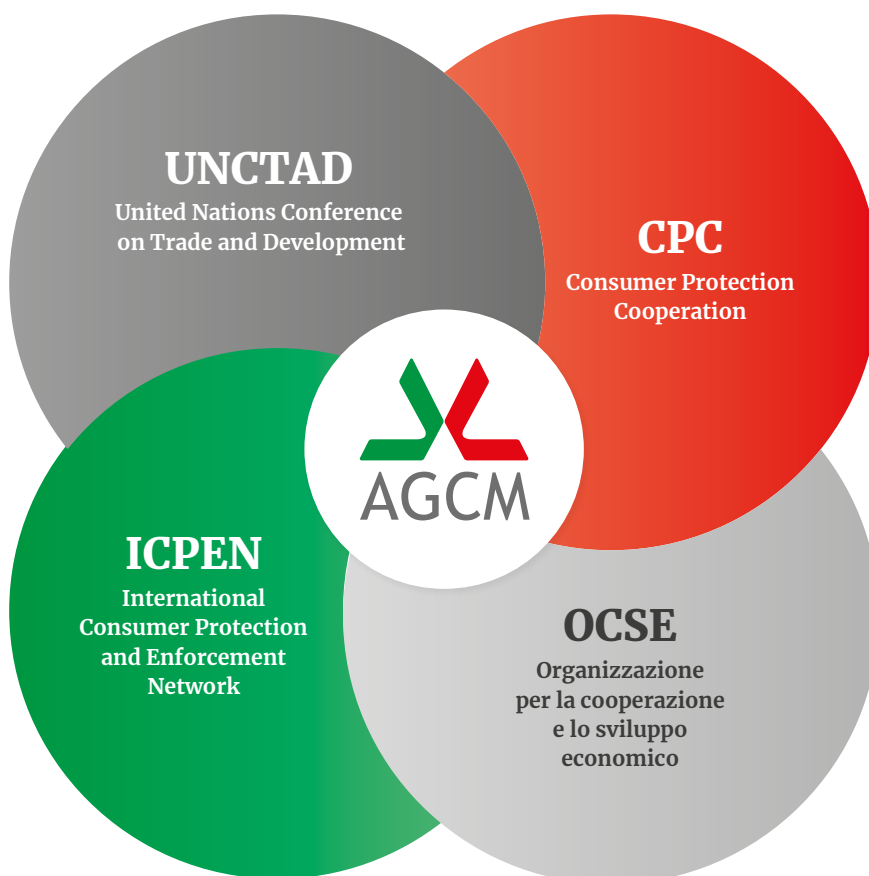 UNCTAD
United Nations Conference
on Trade and Development
CPC
Consumer Protection
Cooperation
AGCM
ICPEN
International
Consumer Protection
and Enforcement
Network
OCSE
Organizzazione
per la cooperazione
e lo sviluppo
economico